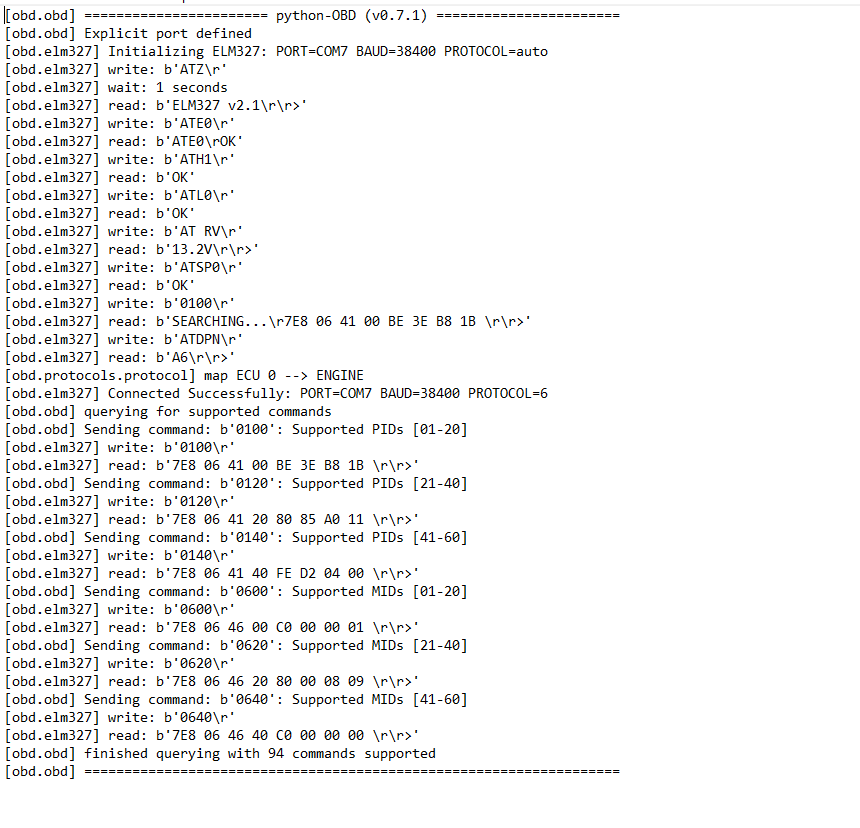 [obd.obd] ======================= python-OBD (v0.7.1) =======================
[obd.obd] Explicit port defined
[obd.elm327] Initializing ELM327: PORT=COM7 BAUD=38400 PROTOCOL=auto
[obd.elm327] write: b'ATZ\r'
[obd.elm327] wait: 1 seconds
[obd.elm327] read: b'ELM327 v2.1\r\r>'
[obd.elm327] write: b'ATE0\r'
[obd.elm327] read: b'ATE0\rOK'
[obd.elm327] write: b'ATH1\r'
[obd.elm327] read: b'OK'
[obd.elm327] write: b'ATL0\r'
[obd.elm327] read: b'OK'
[obd.elm327] write: b'AT RV\r'
[obd.elm327] read: b'13.2V\r\r>'
[obd.elm327] write: b'ATSP0\r'
[obd.elm327] read: b'OK'
[obd.elm327] write: b'0100\r'
[obd.elm327] read: b'SEARCHING...\r7E8 06 41 00 BE 3E B8 1B \r\r>'
[obd.elm327] write: b'ATDPN\r'
[obd.elm327] read: b'A6\r\r>'
[obd.protocols.protocol] map ECU 0 --> ENGINE
[obd.elm327] Connected Successfully: PORT=COM7 BAUD=38400 PROTOCOL=6
[obd.obd] querying for supported commands
[obd.obd] Sending command: b'0100': Supported PIDs [01-20]
[obd.elm327] write: b'0100\r'
[obd.elm327] read: b'7E8 06 41 00 BE 3E B8 1B \r\r>'
[obd.obd] Sending command: b'0120': Supported PIDs [21-40]
[obd.elm327] write: b'0120\r'
[obd.elm327] read: b'7E8 06 41 20 80 85 A0 11 \r\r>'
[obd.obd] Sending command: b'0140': Supported PIDs [41-60]
[obd.elm327] write: b'0140\r'
[obd.elm327] read: b'7E8 06 41 40 FE D2 04 00 \r\r>'
[obd.obd] Sending command: b'0600': Supported MIDs [01-20]
[obd.elm327] write: b'0600\r'
[obd.elm327] read: b'7E8 06 46 00 C0 00 00 01 \r\r>'
[obd.obd] Sending command: b'0620': Supported MIDs [21-40]
[obd.elm327] write: b'0620\r'
[obd.elm327] read: b'7E8 06 46 20 80 00 08 09 \r\r>'
[obd.obd] Sending command: b'0640': Supported MIDs [41-60]
[obd.elm327] write: b'0640\r'
[obd.elm327] read: b'7E8 06 46 40 C0 00 00 00 \r\r>'
[obd.obd] finished querying with 94 commands supported
[obd.obd] ===================================================================